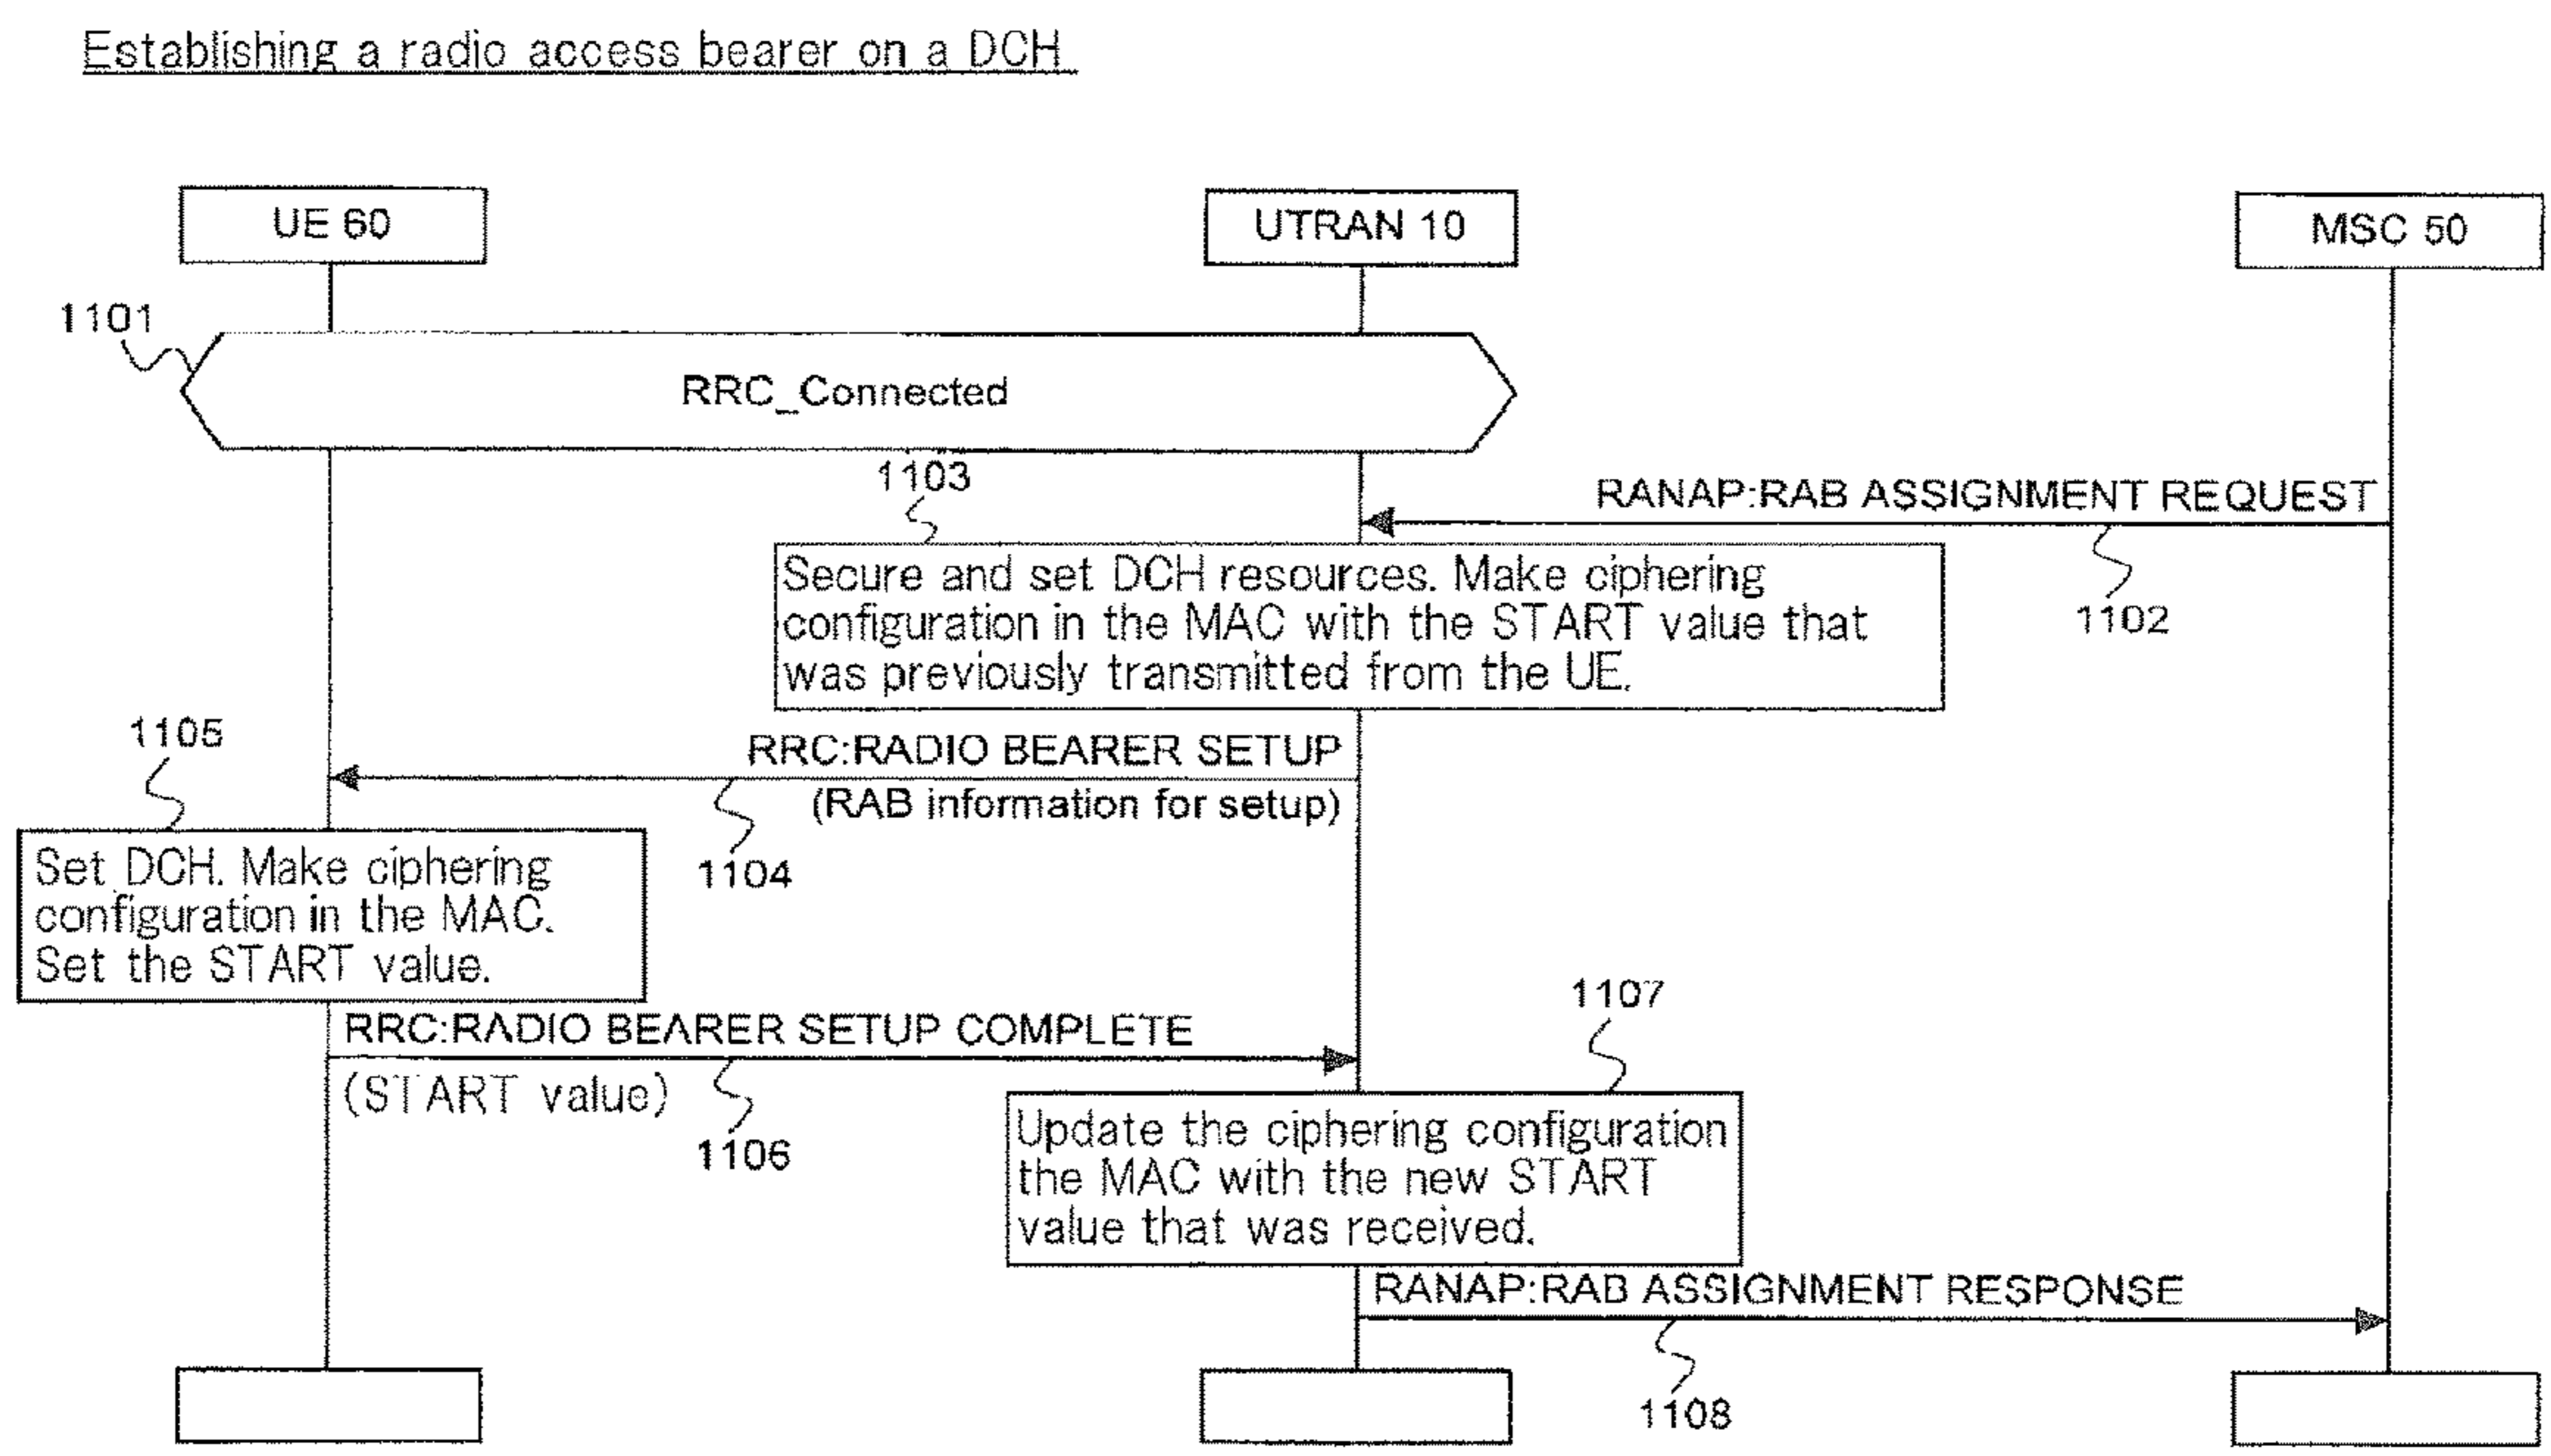 Establishing a radio access bearer on a DCH
UE 60
UTRAN 10
MSC 50
1101
RRC_Connected
1103
RANAP:RAB ASSIGNMENT REQUEST
1102
Secure and set DCH resources. Make ciphering
configuration in the MAC with the START value that
was previously transmitted from the UE.
1105
RRC:RADIO BEARER SETUP
(RAB information for setup)
1104
Set DCH. Make ciphering
configuration in the MAC.
Set the START value.
1107
RRC:RADIO BEARER SETUP COMPLETE
(START value)
1106
Update the ciphering configuration
the MAC with the new START
value that was received.
RANAP:RAB ASSIGNMENT RESPONSE
1108